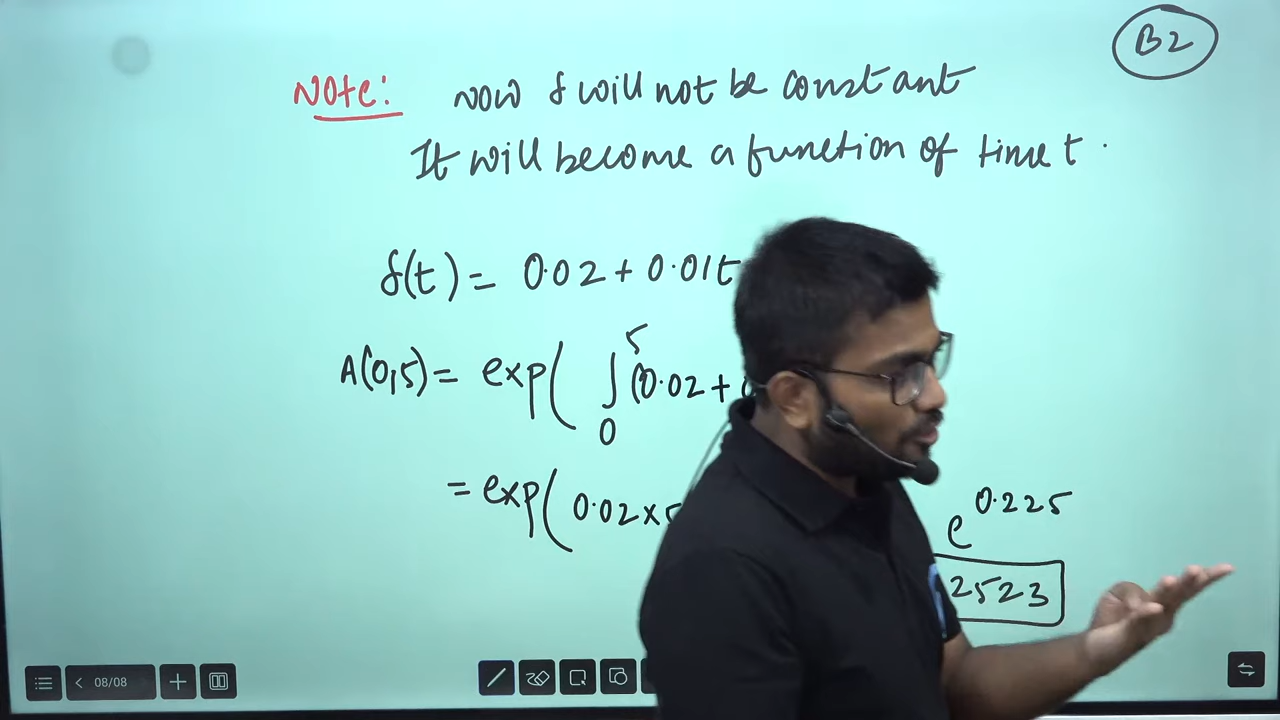 B2
Note: now δ will not be constant
It will become a function of time t.
δ(t) = 0.02 + 0.01t
A(0,5) = exp( ∫₀⁵ (0.02 +
= exp( 0.02×5
e^0.225
2523
08/08